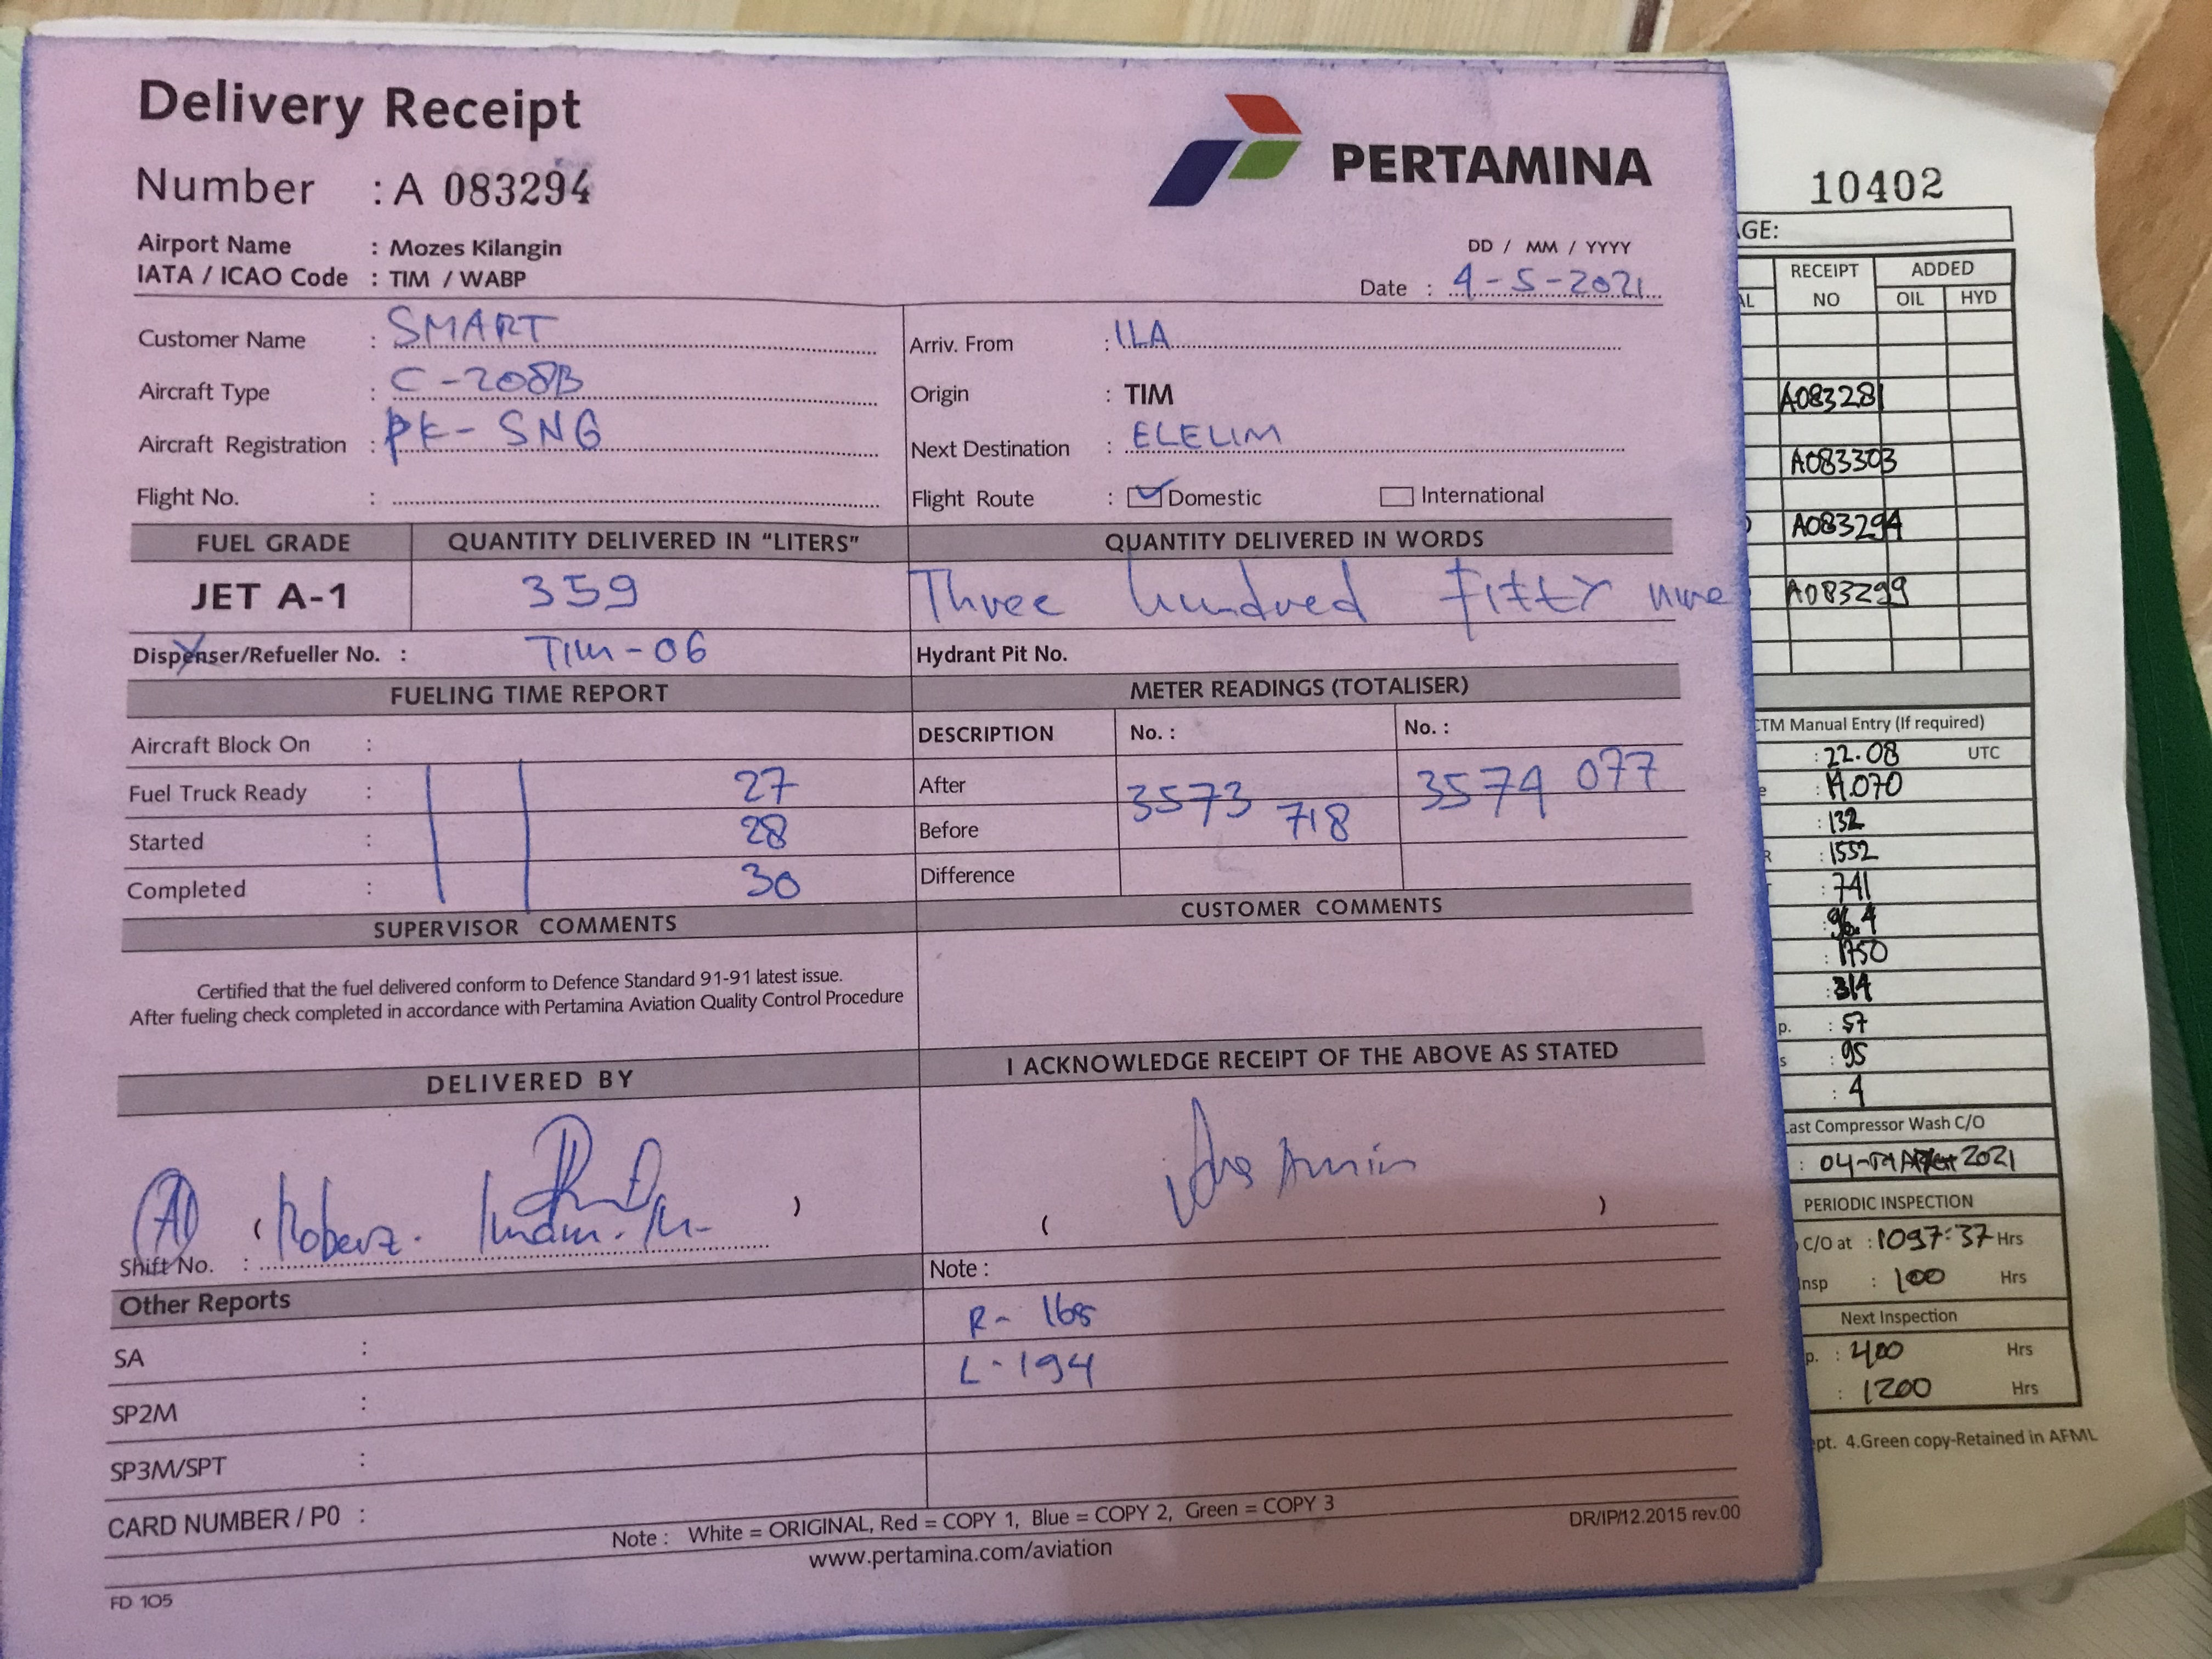 Delivery Receipt
Number : A 083294
PERTAMINA
Airport Name : Mozes Kilangin
IATA / ICAO Code : TIM / WABP
DD / MM / YYYY
Date : 4-5-2021
Customer Name : SMART
Aircraft Type : C-208B
Aircraft Registration : PK-SNG
Flight No. :
Arriv. From : ILA
Origin : TIM
Next Destination : ELELIM
Flight Route : Domestic International
FUEL GRADE QUANTITY DELIVERED IN "LITERS" QUANTITY DELIVERED IN WORDS
JET A-1 359 Three hundred Fifty nine
Dispenser/Refueller No. : TIM-06 Hydrant Pit No.
FUELING TIME REPORT METER READINGS (TOTALISER)
Aircraft Block On : DESCRIPTION No. : No. :
Fuel Truck Ready : 27 After 3573 718 3574 077
Started : 28 Before
Completed : 30 Difference
SUPERVISOR COMMENTS CUSTOMER COMMENTS
Certified that the fuel delivered conform to Defence Standard 91-91 latest issue.
After fueling check completed in accordance with Pertamina Aviation Quality Control Procedure
DELIVERED BY I ACKNOWLEDGE RECEIPT OF THE ABOVE AS STATED
Shift No. :
Note :
Other Reports
R- 165
SA :
L-194
SP2M :
SP3M/SPT :
CARD NUMBER / P0 :
Note : White = ORIGINAL, Red = COPY 1, Blue = COPY 2, Green = COPY 3
DR/IP/12.2015 rev.00
www.pertamina.com/aviation
FD 105
10402
GE:
RECEIPT NO ADDED
OIL HYD
A083281
A083303
A083294
A083299
CTM Manual Entry (If required)
: 22.08 UTC
: 14.070
: 132
: 1552
: 741
: 96.4
: 1750
: 314
p. : 57
s : 95
: 4
Last Compressor Wash C/O
: 04- 2021
PERIODIC INSPECTION
C/O at : 1097:37 Hrs
Insp : 100 Hrs
Next Inspection
p. : 400 Hrs
: 1200 Hrs
ept. 4.Green copy-Retained in AFML